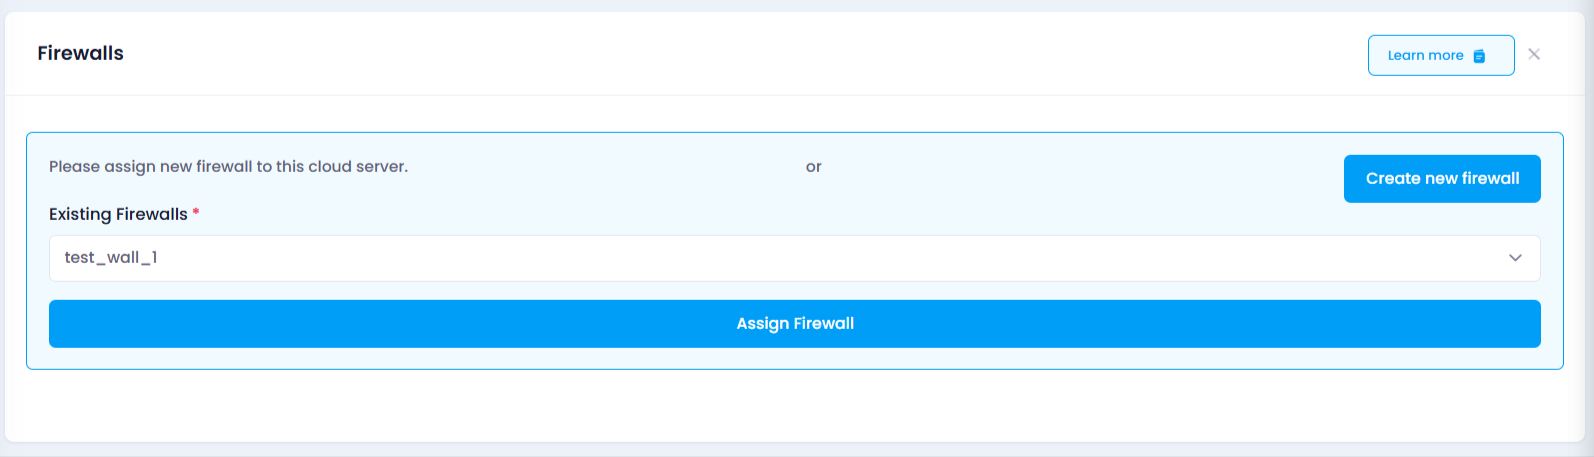 Firewalls
Learn more
Please assign new firewall to this cloud server.
or
Create new firewall
Existing Firewalls *
test_wall_1
Assign Firewall